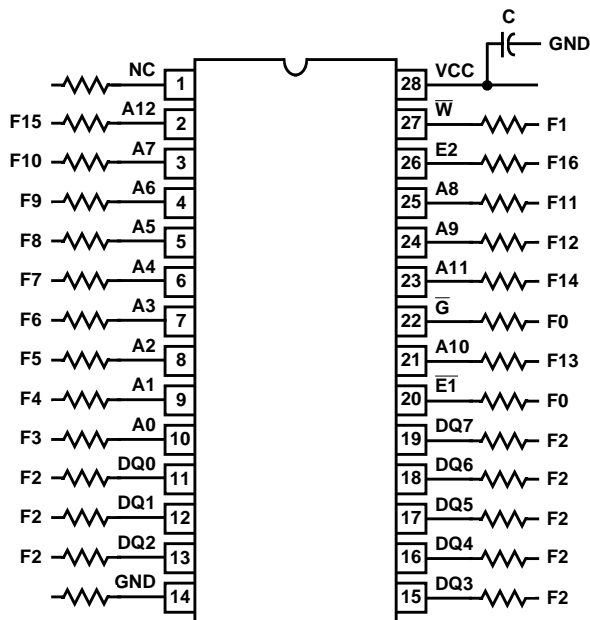 C
GND
NC 1 28 VCC
F15 A12 2 27 W̅ F1
F10 A7 3 26 E2 F16
F9 A6 4 25 A8 F11
F8 A5 5 24 A9 F12
F7 A4 6 23 A11 F14
F6 A3 7 22 G̅ F0
F5 A2 8 21 A10 F13
F4 A1 9 20 E̅1̅ F0
F3 A0 10 19 DQ7 F2
F2 DQ0 11 18 DQ6 F2
F2 DQ1 12 17 DQ5 F2
F2 DQ2 13 16 DQ4 F2
GND 14 15 DQ3 F2